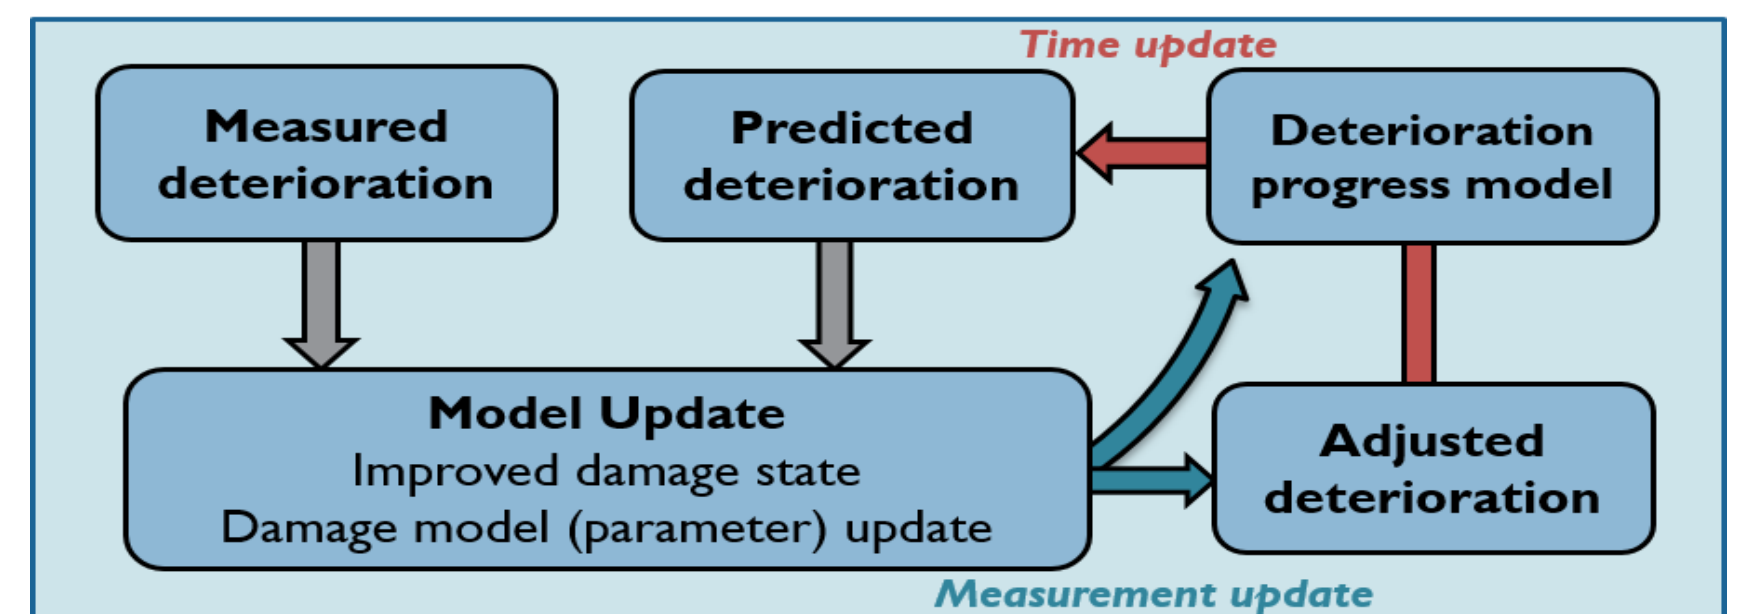 Time update
Measured
deterioration
Predicted
deterioration
Deterioration
progress model
Model Update
Improved damage state
Damage model (parameter) update
Adjusted
deterioration
Measurement update